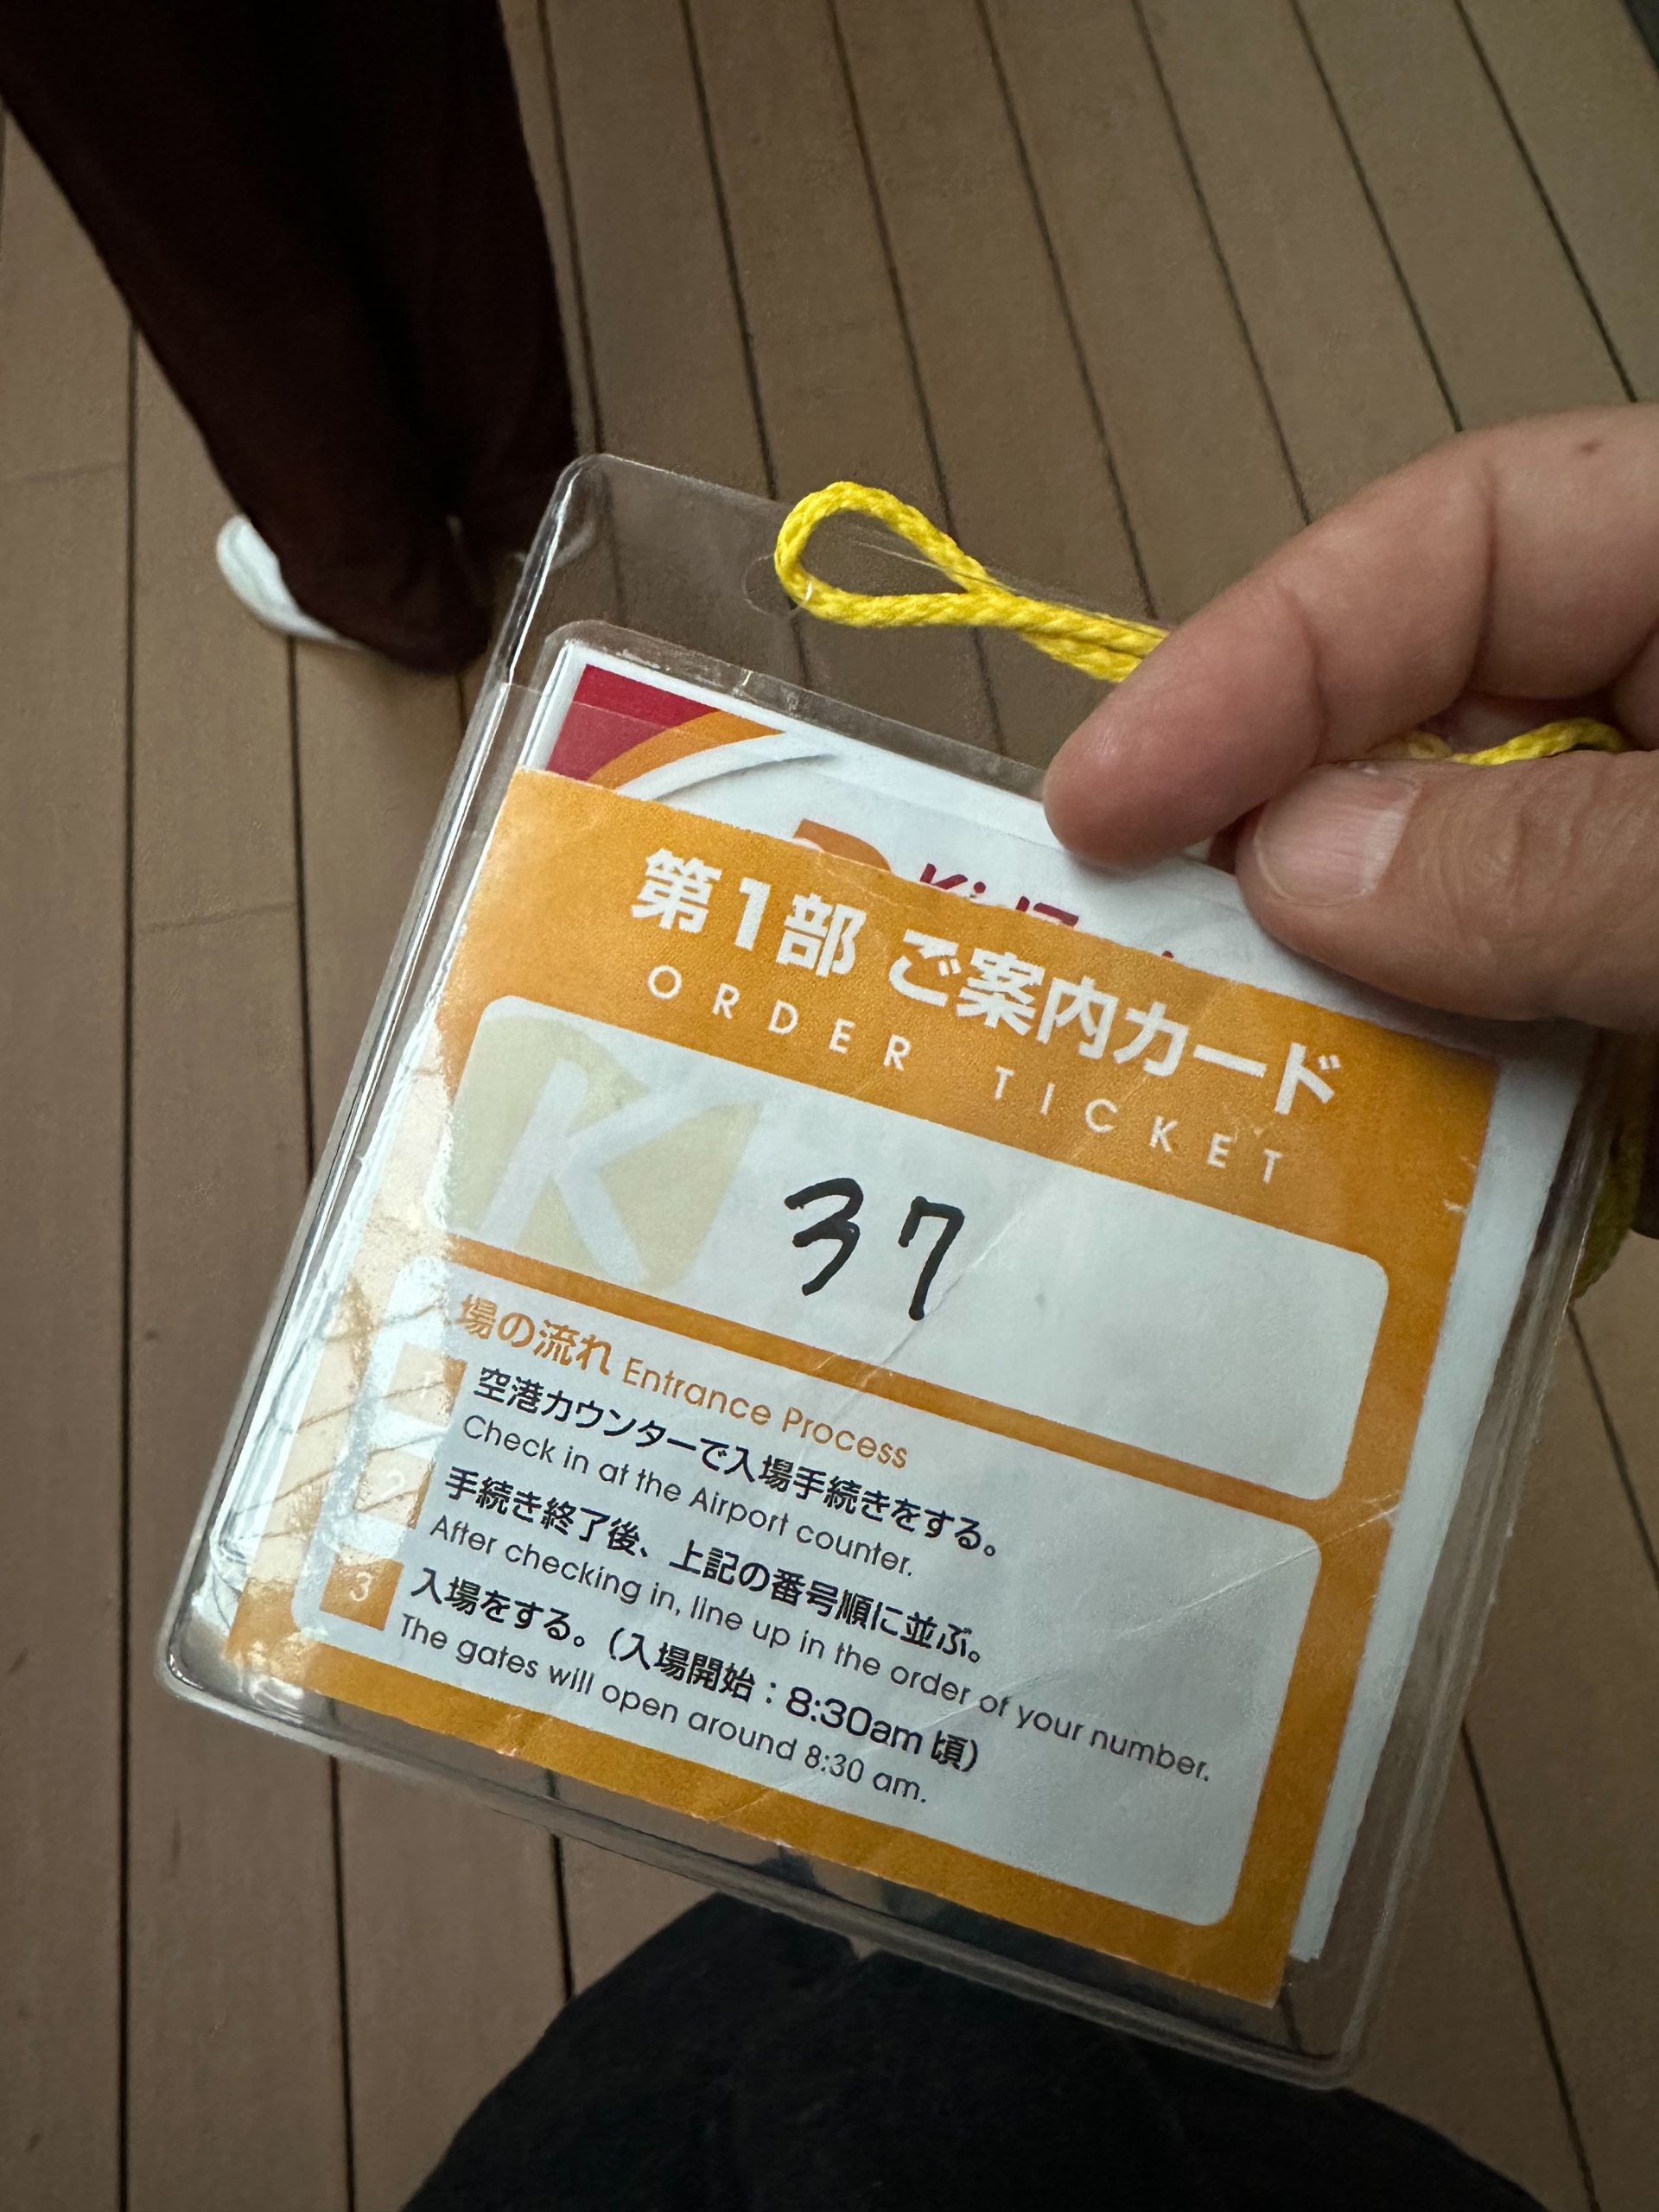 第1部 ご案内カード
ORDER TICKET
K
37
場の流れ Entrance Process
空港カウンターで入場手続きをする。
Check in at the Airport counter.
2
手続き終了後、上記の番号順に並ぶ。
After checking in, line up in the order of your number.
3
入場をする。（入場開始：8:30am 頃）
The gates will open around 8:30 am.